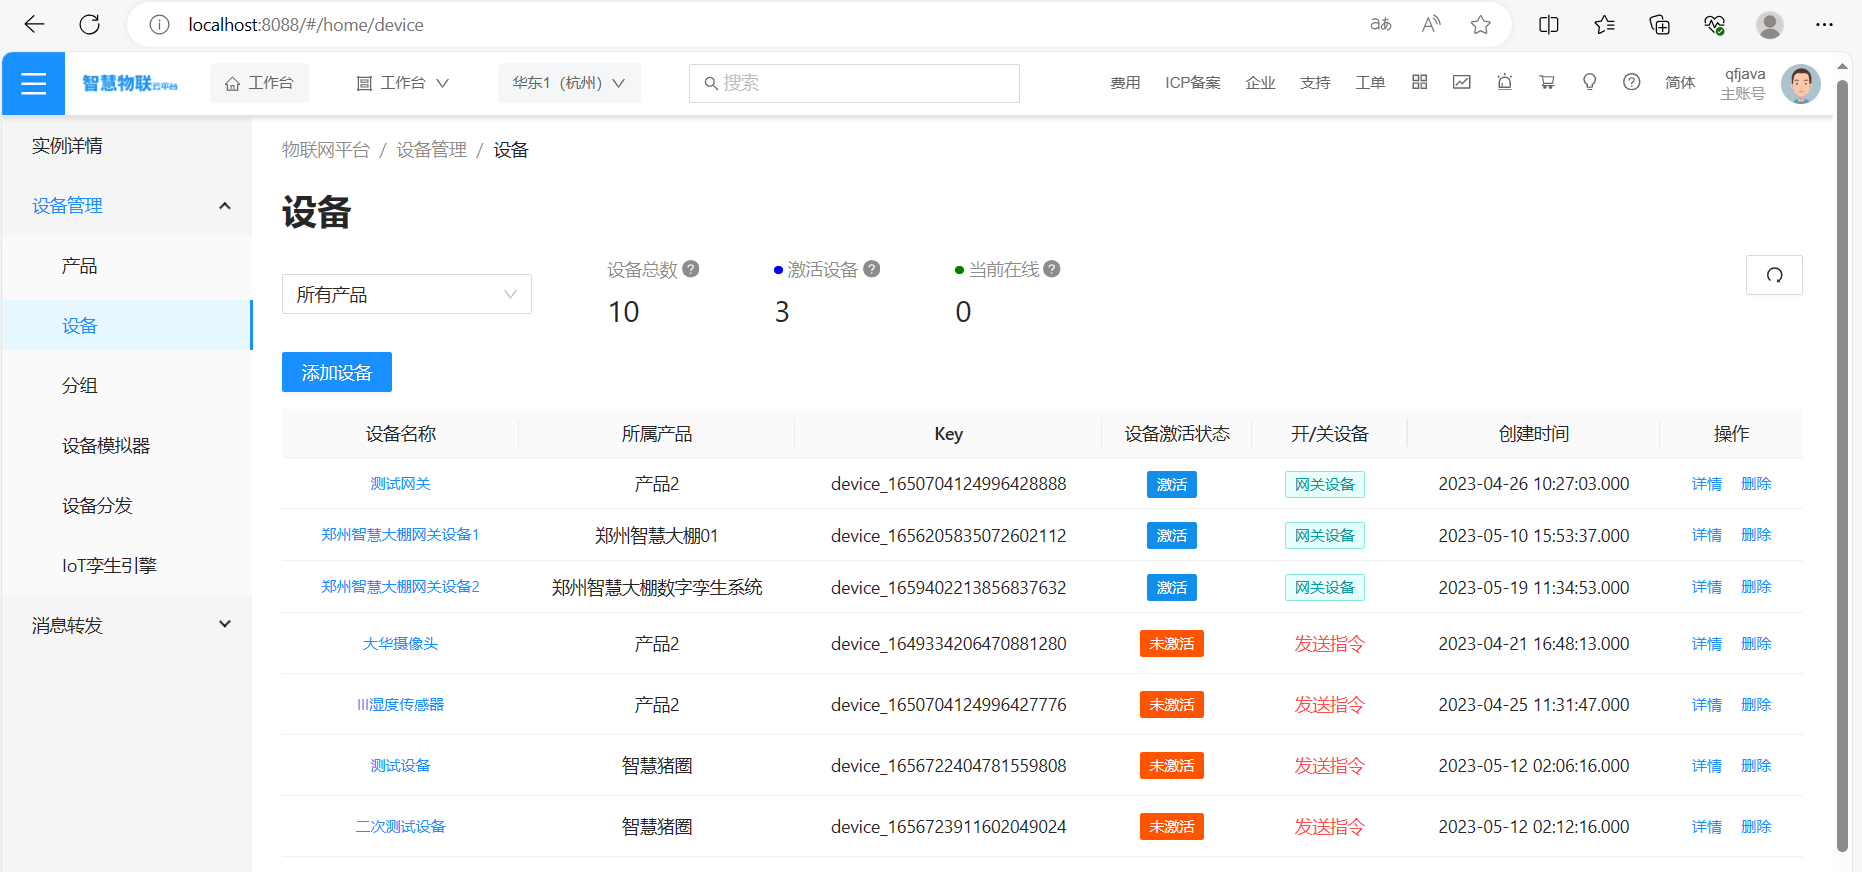 localhost:8088/#/home/device
智慧物联云平台 工作台 工作台 华东1（杭州） 搜索 费用 ICP备案 企业 支持 工单 简体 qfjava
主账号
实例详情
设备管理
产品
设备
分组
设备模拟器
设备分发
IoT孪生引擎
消息转发
物联网平台 / 设备管理 / 设备
设备
所有产品
设备总数 激活设备 当前在线
10 3 0
添加设备
设备名称 所属产品 Key 设备激活状态 开/关设备 创建时间 操作
测试网关 产品2 device_1650704124996428888 激活 网关设备 2023-04-26 10:27:03.000 详情 删除
郑州智慧大棚网关设备1 郑州智慧大棚01 device_1656205835072602112 激活 网关设备 2023-05-10 15:53:37.000 详情 删除
郑州智慧大棚网关设备2 郑州智慧大棚数字孪生系统 device_1659402213856837632 激活 网关设备 2023-05-19 11:34:53.000 详情 删除
大华摄像头 产品2 device_1649334206470881280 未激活 发送指令 2023-04-21 16:48:13.000 详情 删除
lll湿度传感器 产品2 device_1650704124996427776 未激活 发送指令 2023-04-25 11:31:47.000 详情 删除
测试设备 智慧猪圈 device_1656722404781559808 未激活 发送指令 2023-05-12 02:06:16.000 详情 删除
二次测试设备 智慧猪圈 device_1656723911602049024 未激活 发送指令 2023-05-12 02:12:16.000 详情 删除